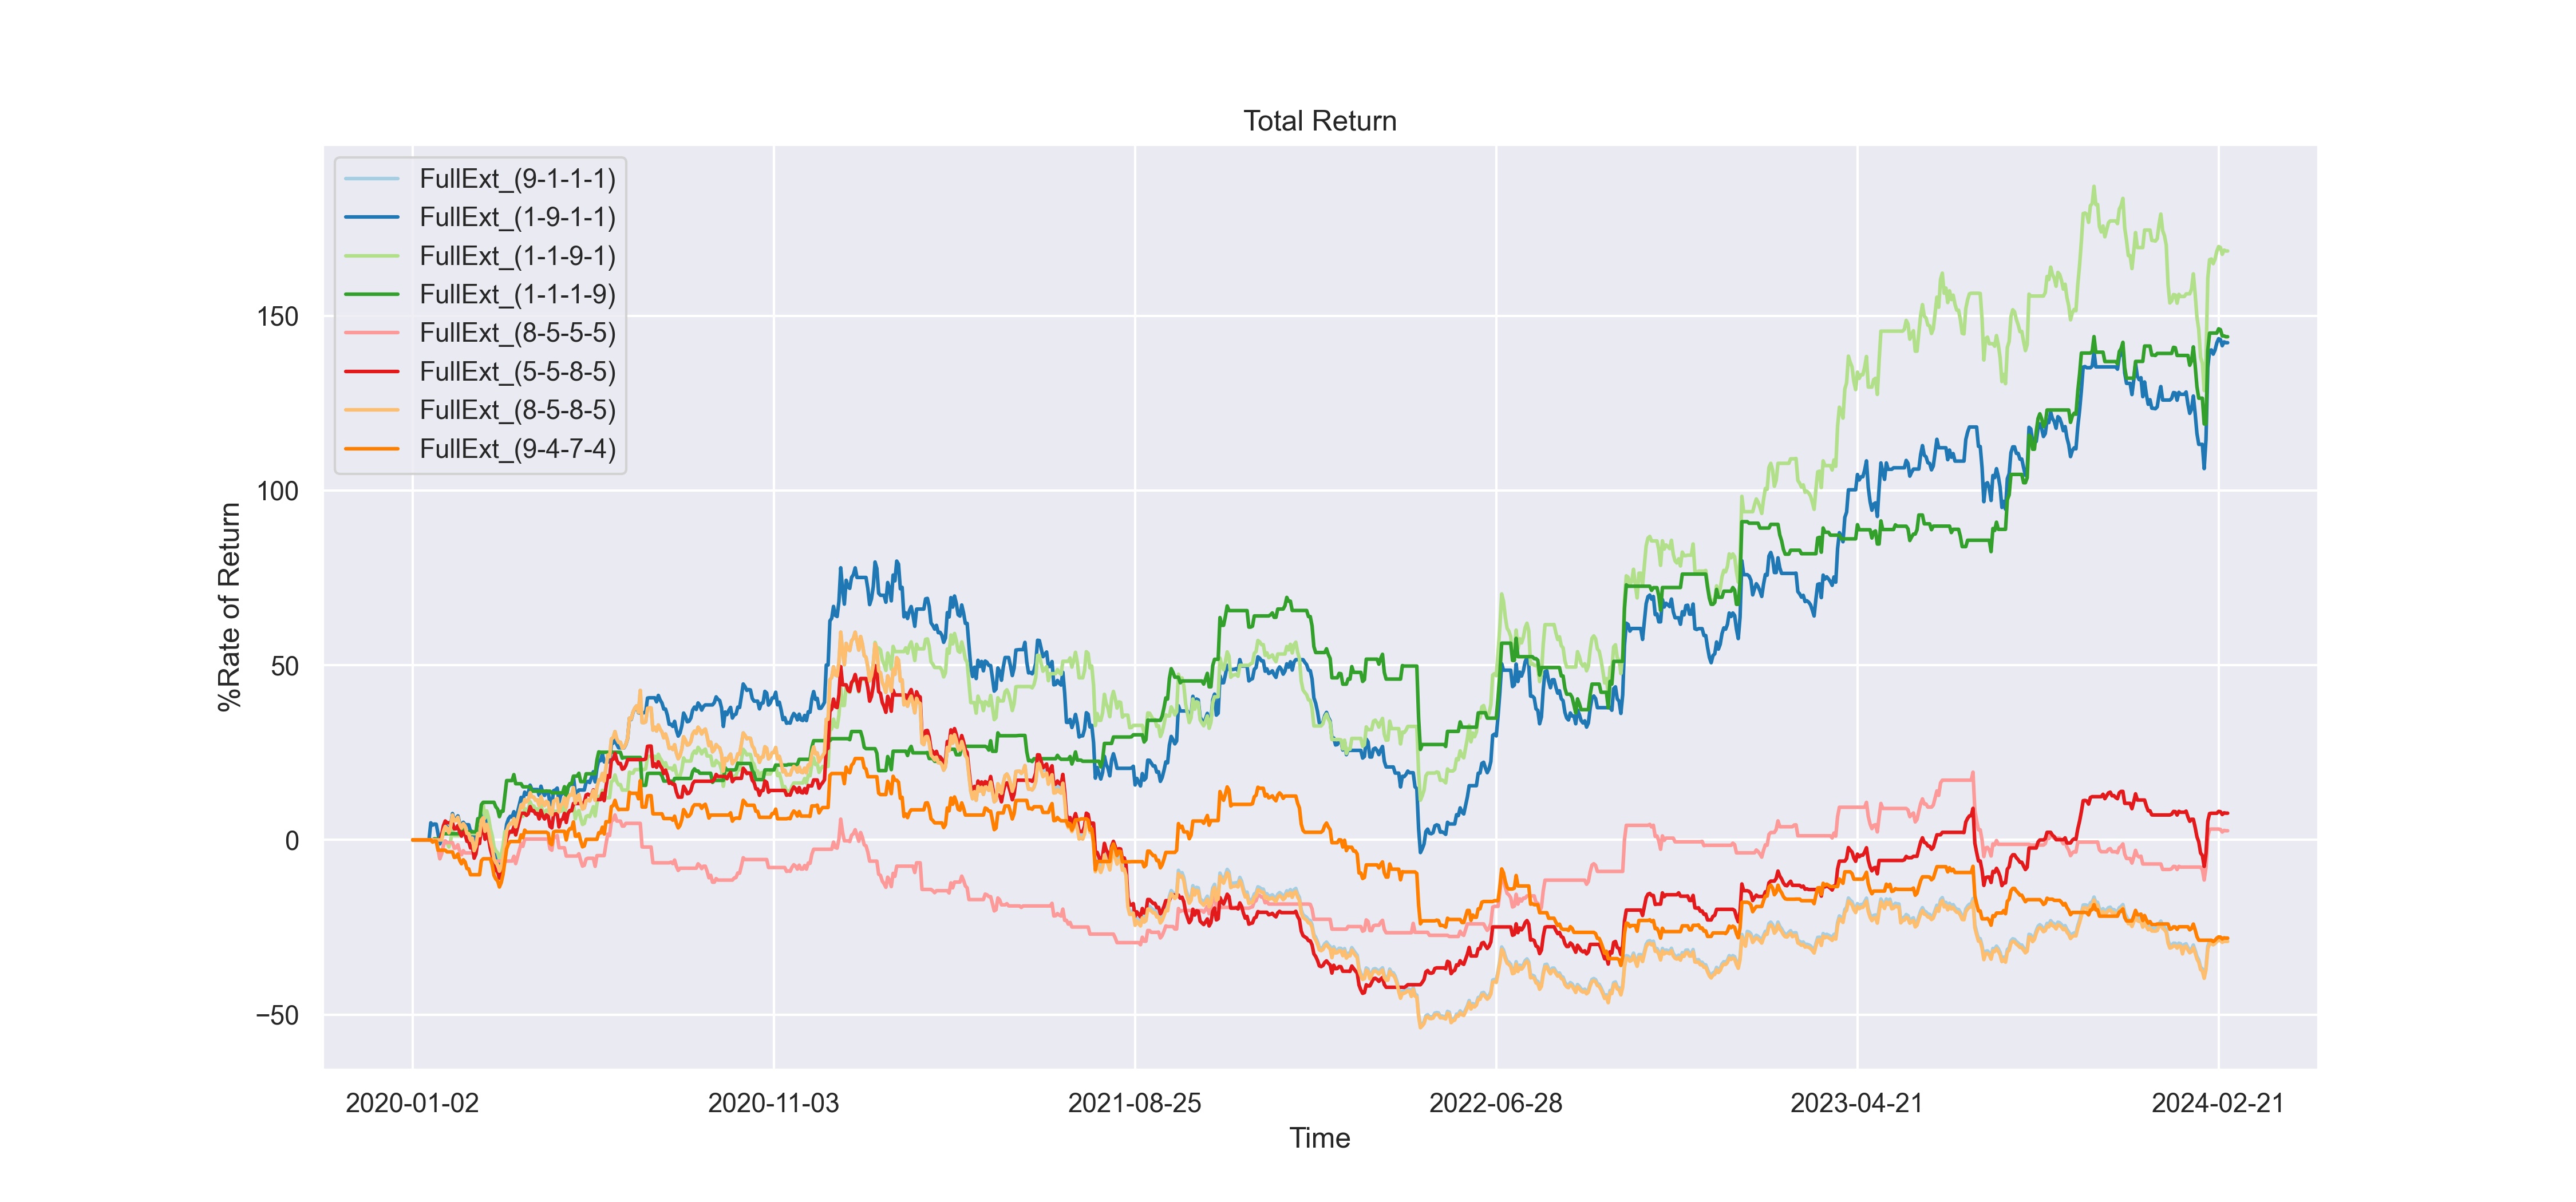 Total Return
FullExt_(9-1-1-1)
FullExt_(1-9-1-1)
FullExt_(1-1-9-1)
FullExt_(1-1-1-9)
FullExt_(8-5-5-5)
FullExt_(5-5-8-5)
FullExt_(8-5-8-5)
FullExt_(9-4-7-4)
%Rate of Return
150
100
50
0
−50
2020-01-02
2020-11-03
2021-08-25
2022-06-28
2023-04-21
2024-02-21
Time